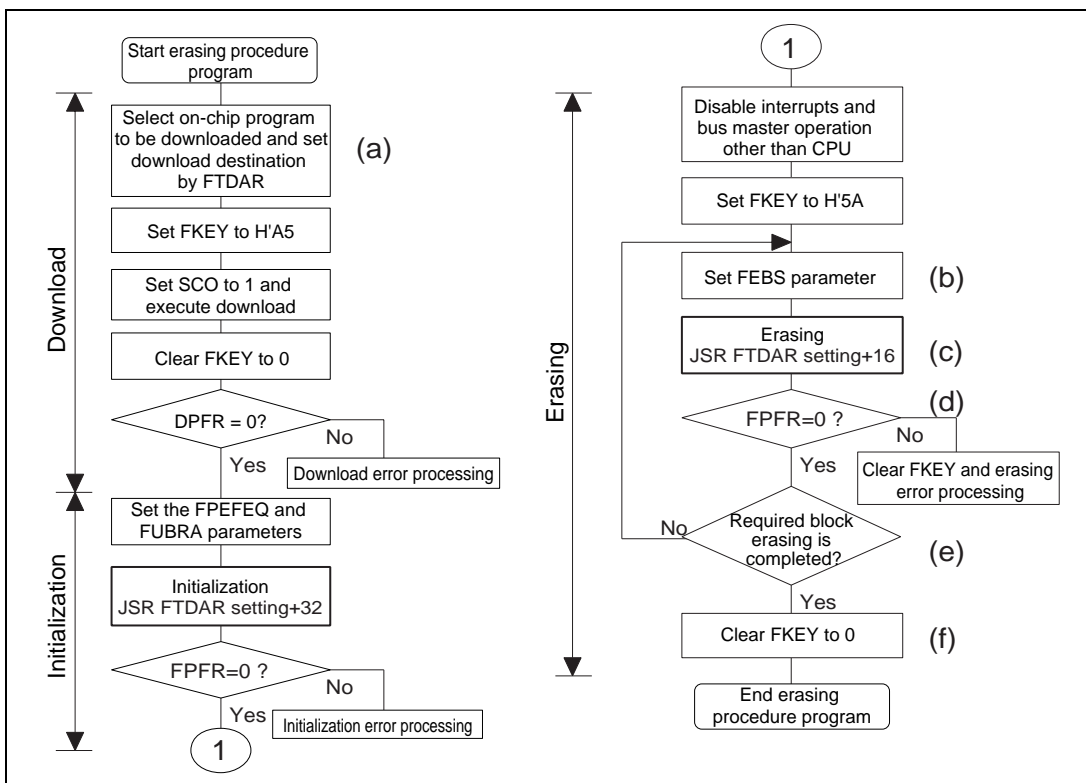 Start erasing procedure
program
Download
Select on-chip program
to be downloaded and set
download destination
by FTDAR
(a)
Set FKEY to H'A5
Set SCO to 1 and
execute download
Clear FKEY to 0
DPFR = 0?
No
Yes
Download error processing
Initialization
Set the FPEFEQ and
FUBRA parameters
Initialization
JSR FTDAR setting+32
FPFR=0 ?
No
Yes
Initialization error processing
1
1
Erasing
Disable interrupts and
bus master operation
other than CPU
Set FKEY to H'5A
Set FEBS parameter
(b)
Erasing
JSR FTDAR setting+16
(c)
(d)
FPFR=0 ?
No
Yes
Clear FKEY and erasing
error processing
No
Required block
erasing is
completed?
(e)
Yes
Clear FKEY to 0
(f)
End erasing
procedure program